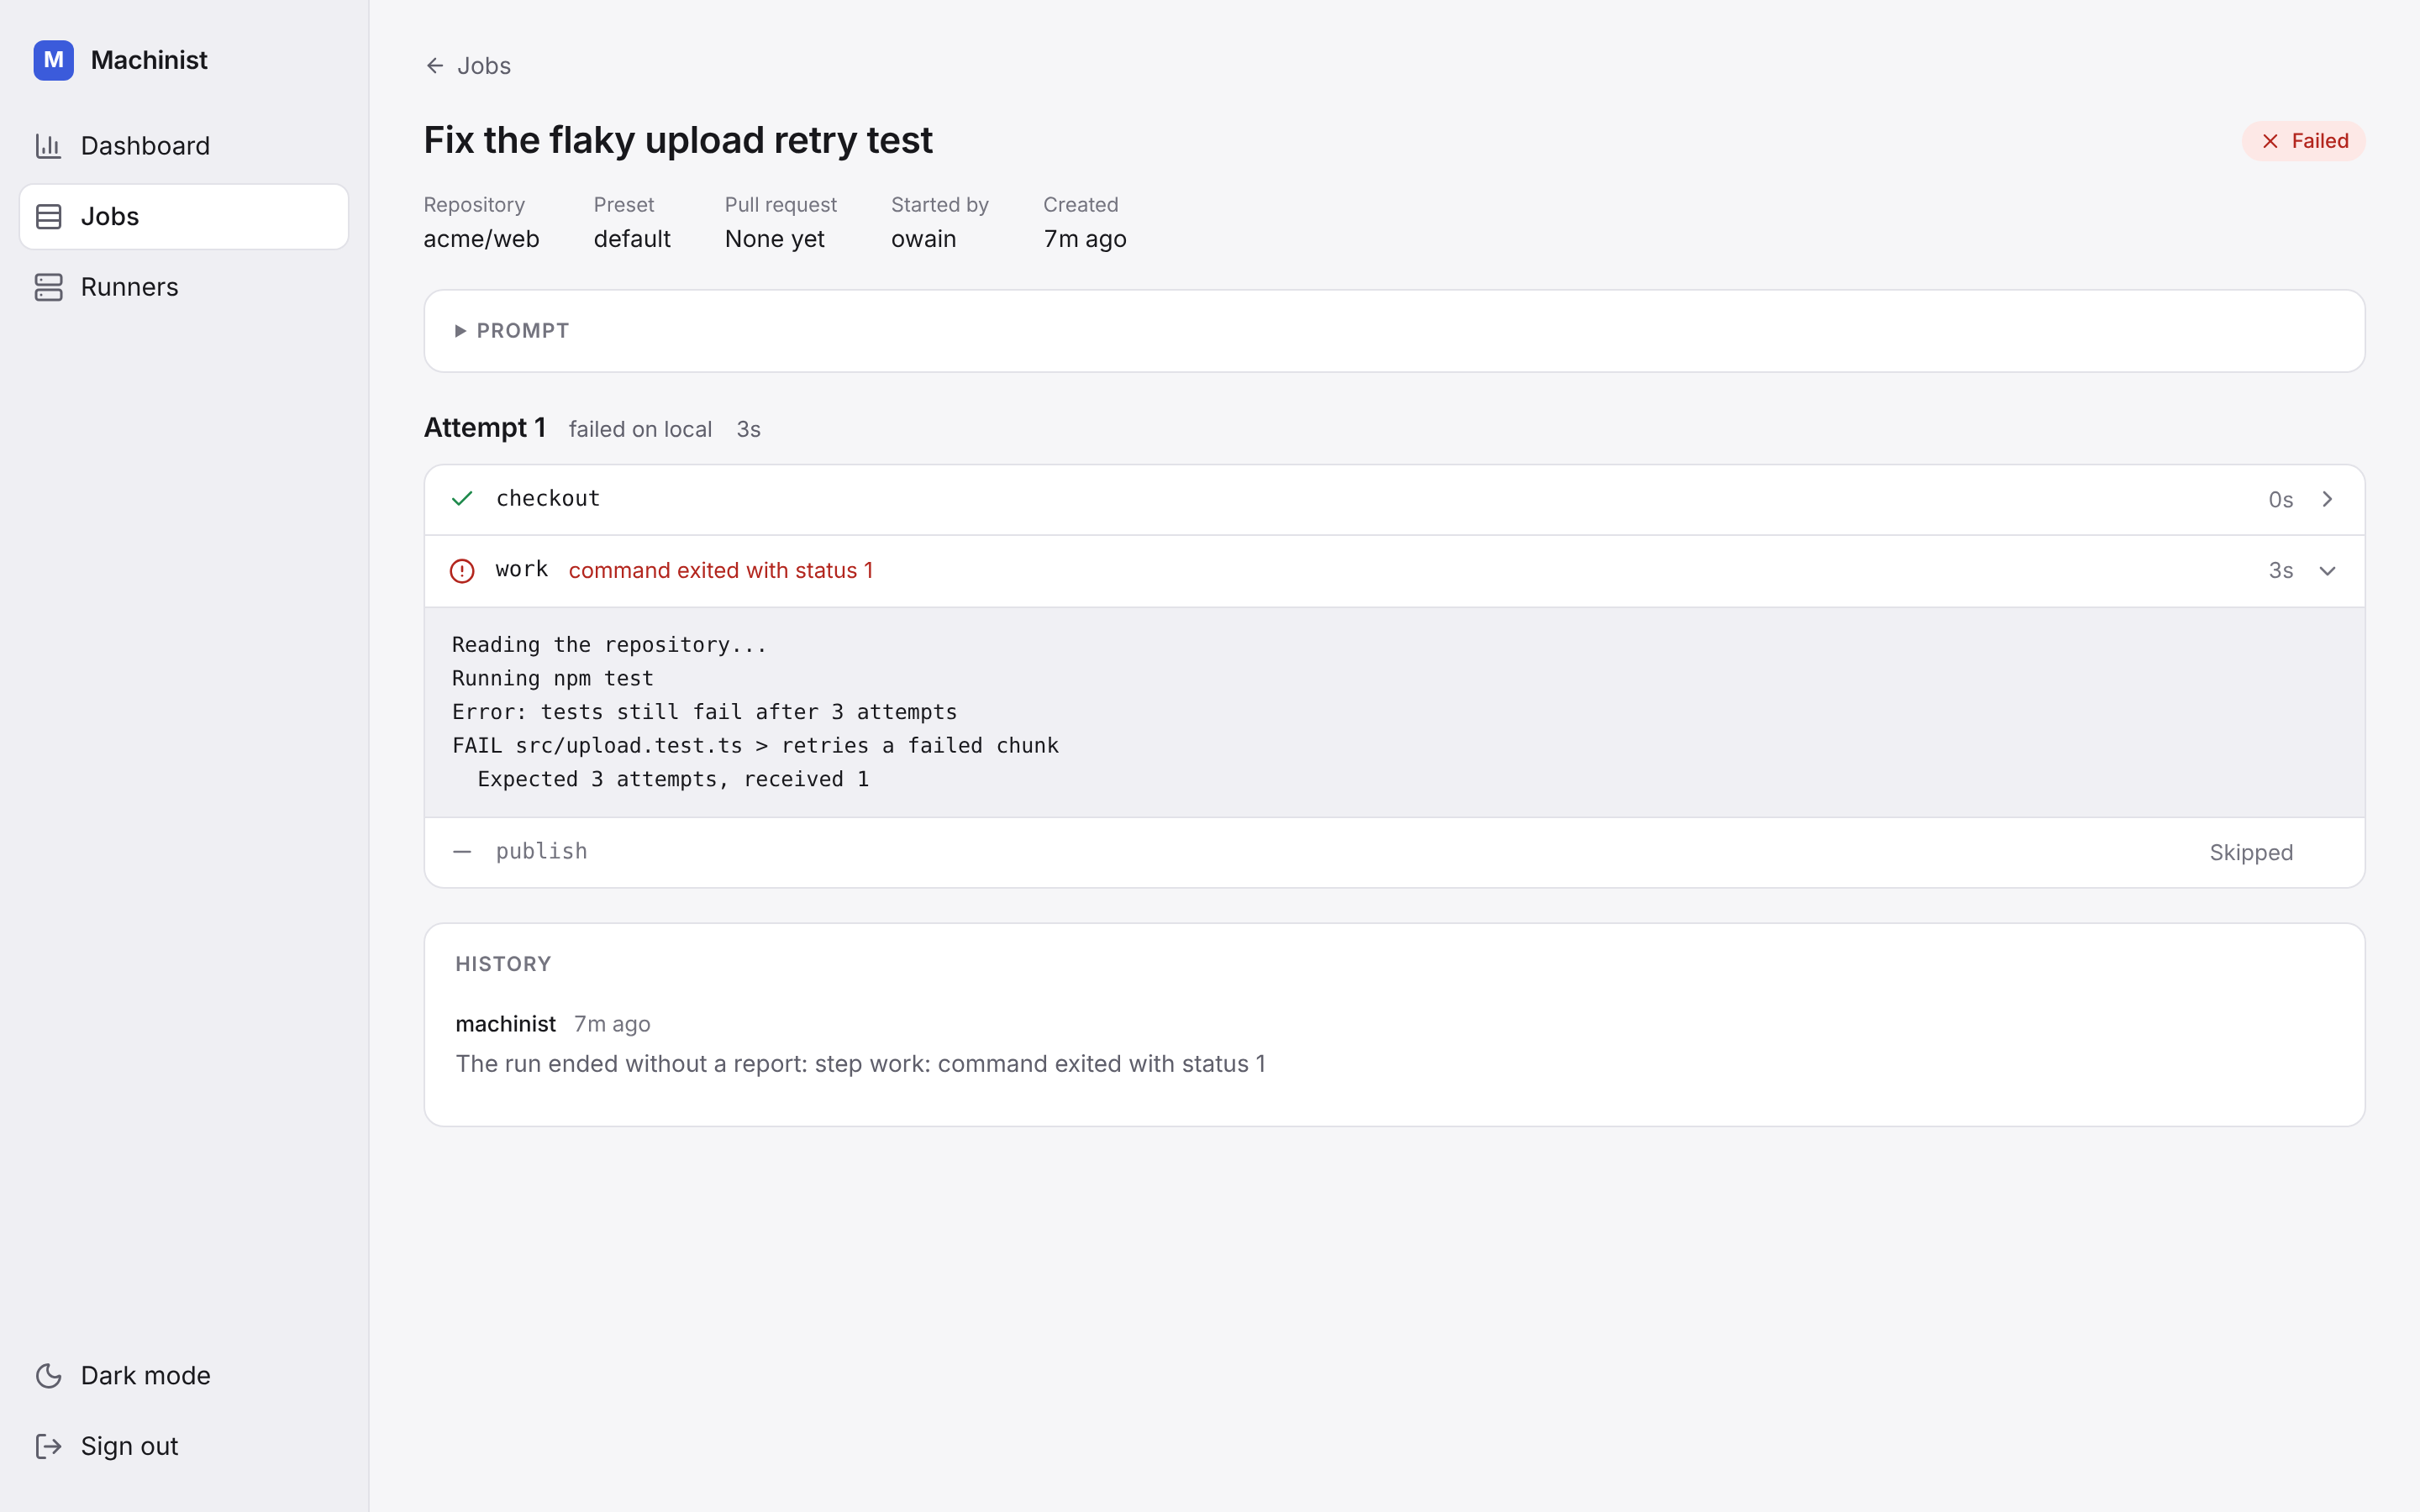 M Machinist
Dashboard
Jobs
Runners
Dark mode
Sign out
Jobs
Fix the flaky upload retry test
Failed
Repository Preset Pull request Started by Created
acme/web default None yet owain 7m ago
PROMPT
Attempt 1 failed on local 3s
checkout 0s
work command exited with status 1 3s
Reading the repository...
Running npm test
Error: tests still fail after 3 attempts
FAIL src/upload.test.ts > retries a failed chunk
Expected 3 attempts, received 1
publish Skipped
HISTORY
machinist 7m ago
The run ended without a report: step work: command exited with status 1